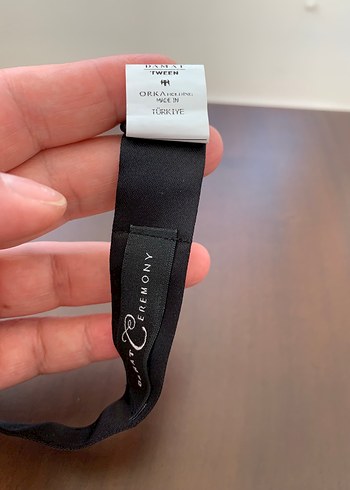 DAMAT
TWEEN
ORKA HOLDING
MADE IN
TÜRKİYE
CEREMONY